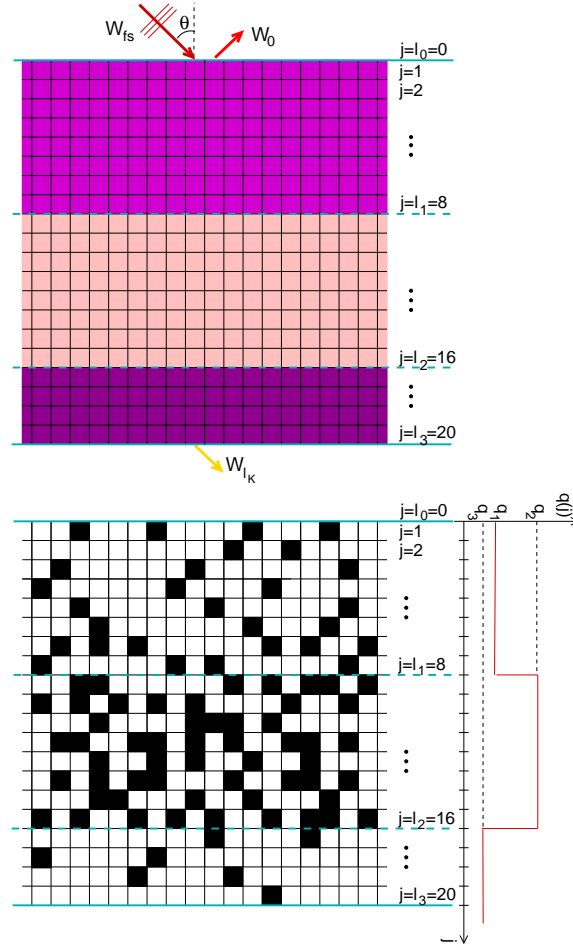 W_fs θ W_0
j=l_0=0
j=1
j=2
j=l_1=8
j=l_2=16
j=l_3=20
W_l_K
j=l_0=0
j=1
j=2
j=l_1=8
j=l_2=16
j=l_3=20
q_3 q_1 q_2 q(j)
j